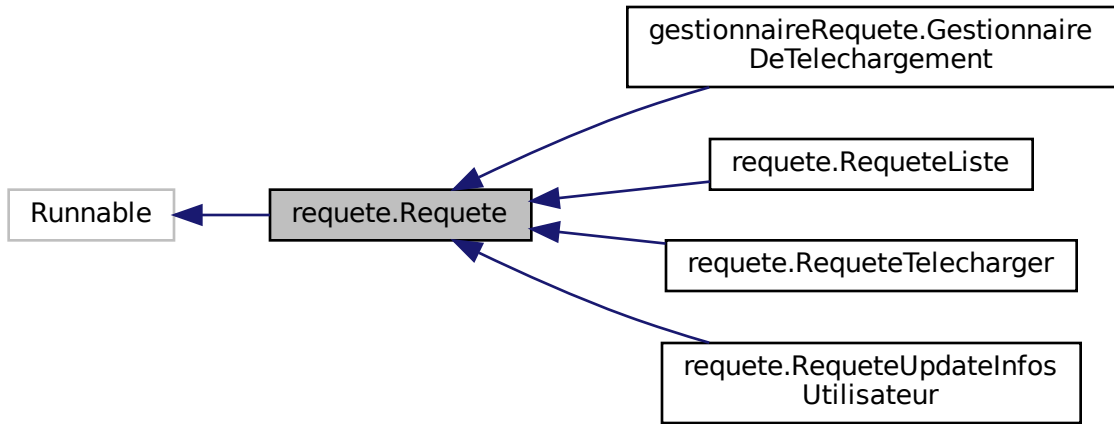 Runnable
requete.Requete
gestionnaireRequete.Gestionnaire
DeTelechargement
requete.RequeteListe
requete.RequeteTelecharger
requete.RequeteUpdateInfos
Utilisateur